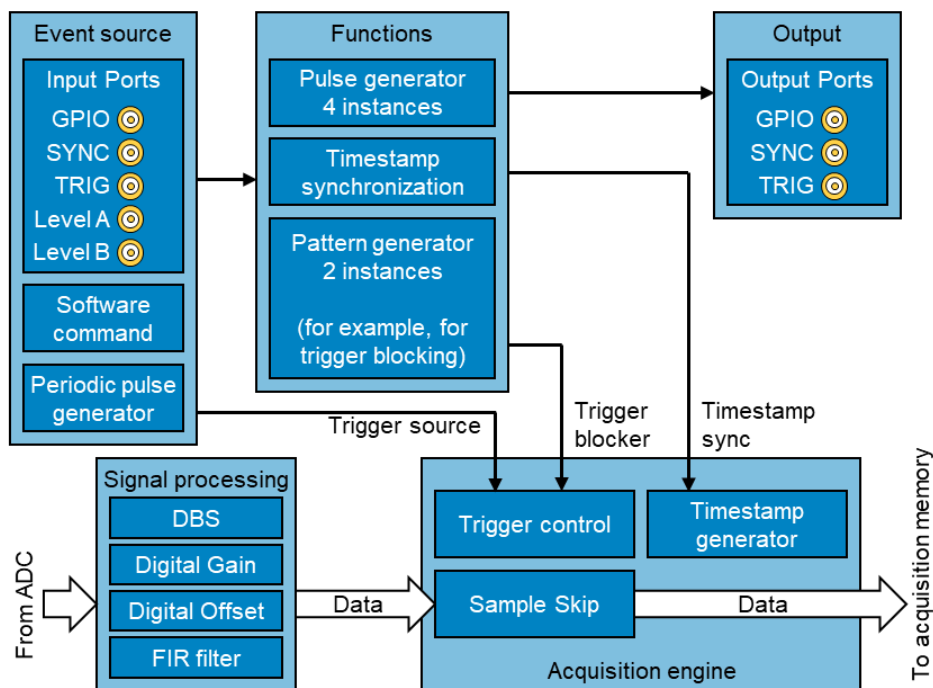 Event source
Input Ports
GPIO
SYNC
TRIG
Level A
Level B
Software
command
Periodic pulse
generator
Functions
Pulse generator
4 instances
Timestamp
synchronization
Pattern generator
2 instances
(for example, for
trigger blocking)
Output
Output Ports
GPIO
SYNC
TRIG
Trigger source
Trigger
blocker
Timestamp
sync
From ADC
Signal processing
DBS
Digital Gain
Digital Offset
FIR filter
Data
Trigger control
Timestamp
generator
Sample Skip
Data
Acquisition engine
To acquisition memory